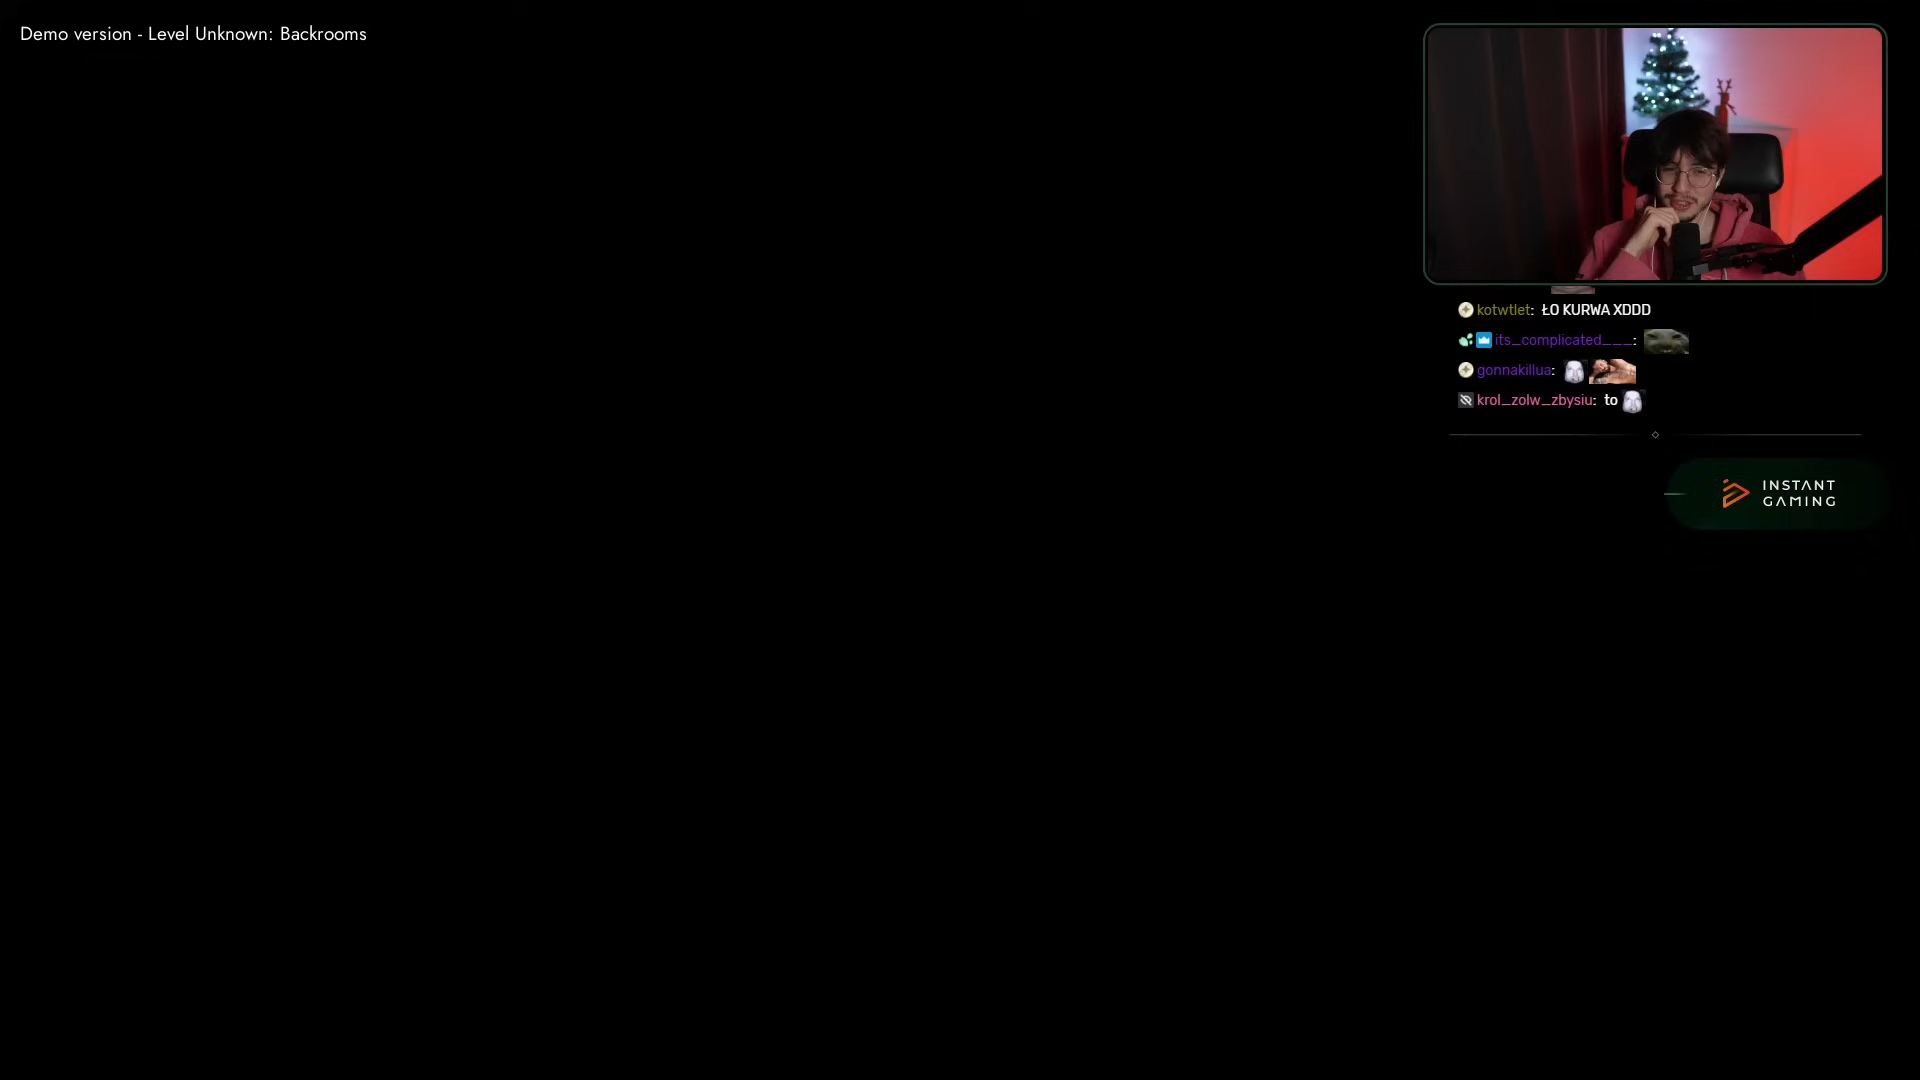 Demo version - Level Unknown: Backrooms
kotwtlet: ŁO KURWA XDDD
its_complicated___:
gonnakillua:
krol_zolw_zbysiu: to
INSTANT
GAMING